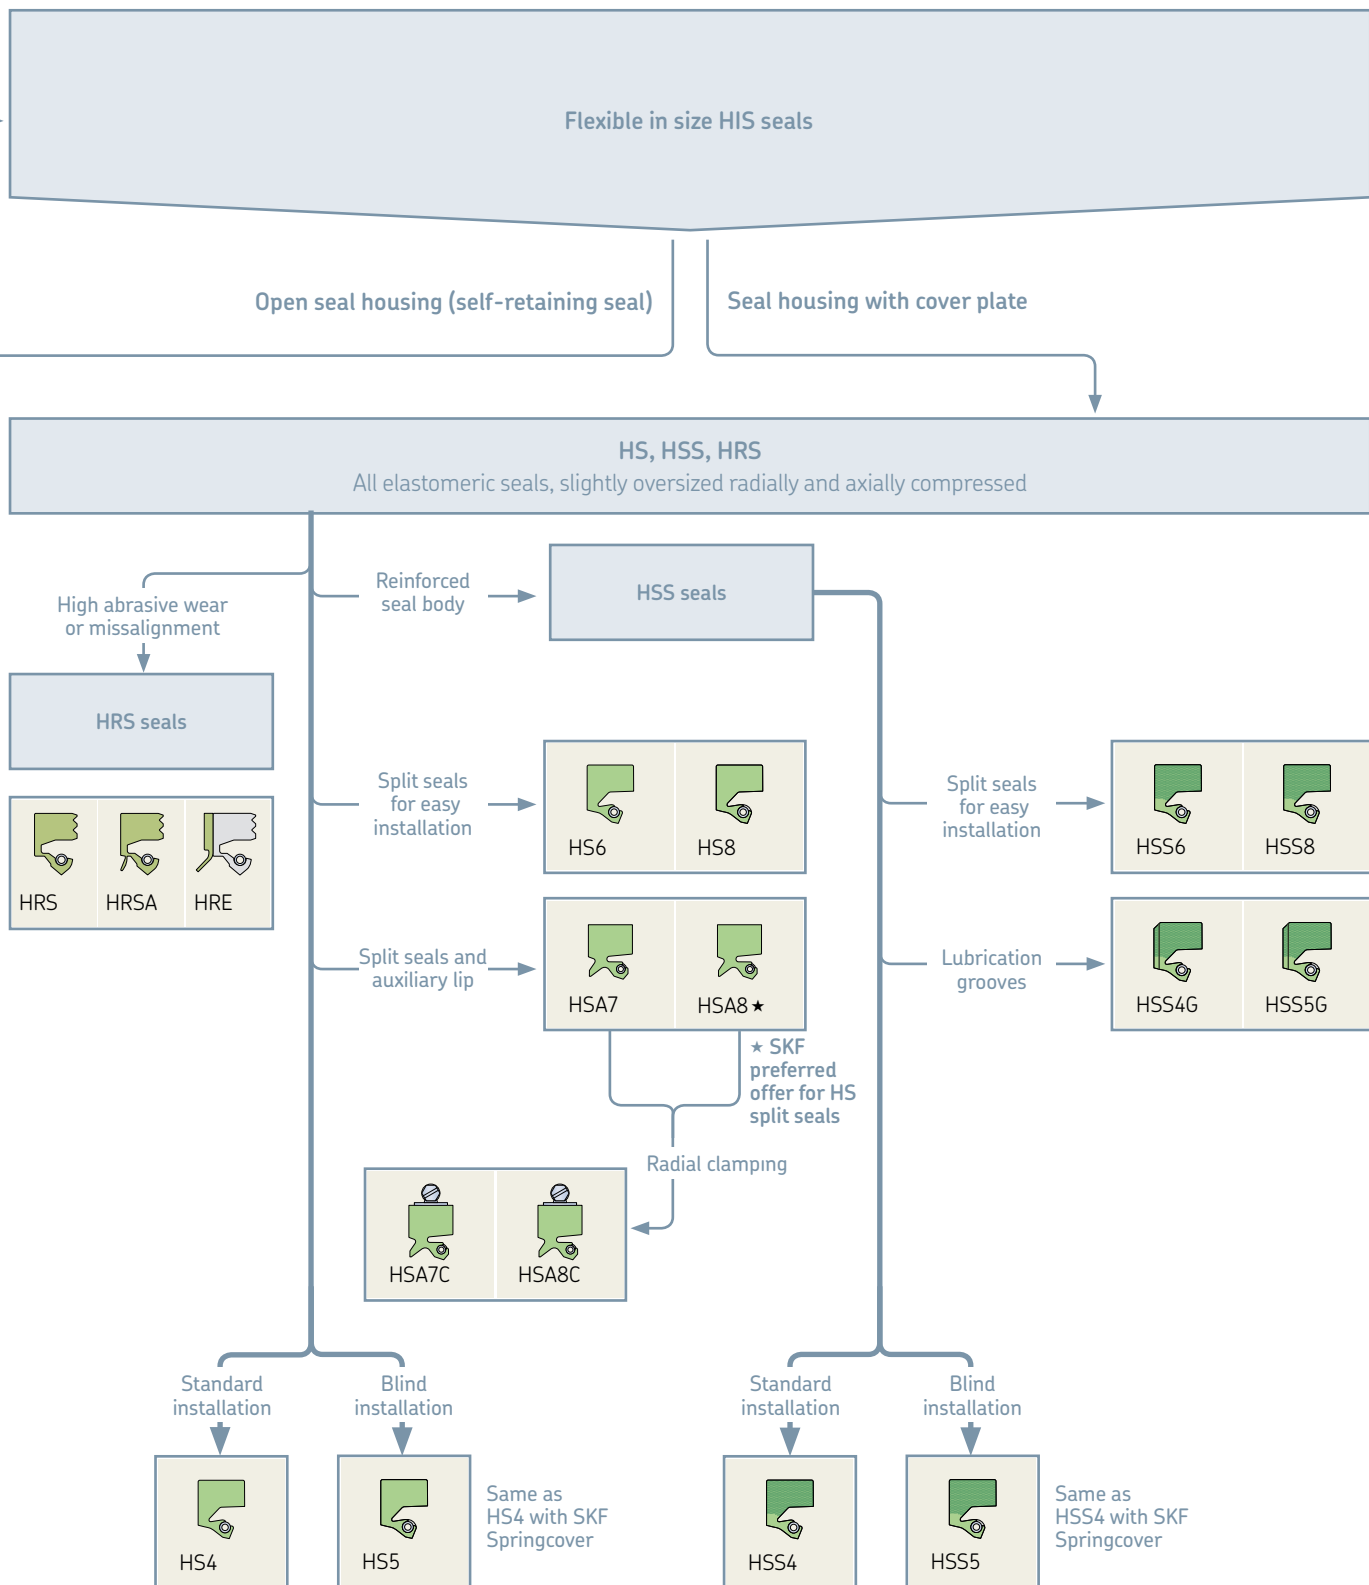 Flexible in size HIS seals
Open seal housing (self-retaining seal)
Seal housing with cover plate
HS, HSS, HRS
All elastomeric seals, slightly oversized radially and axially compressed
High abrasive wear
or missalignment
Reinforced
seal body
HSS seals
HRS seals
HRS
HRSA
HRE
Split seals
for easy
installation
HS6
HS8
Split seals
for easy
installation
HSS6
HSS8
Split seals and
auxiliary lip
HSA7
HSA8 ★
Lubrication
grooves
HSS4G
HSS5G
★ SKF
preferred
offer for HS
split seals
Radial clamping
HSA7C
HSA8C
Standard
installation
Blind
installation
Standard
installation
Blind
installation
HS4
HS5
Same as
HS4 with SKF
Springcover
HSS4
HSS5
Same as
HSS4 with SKF
Springcover